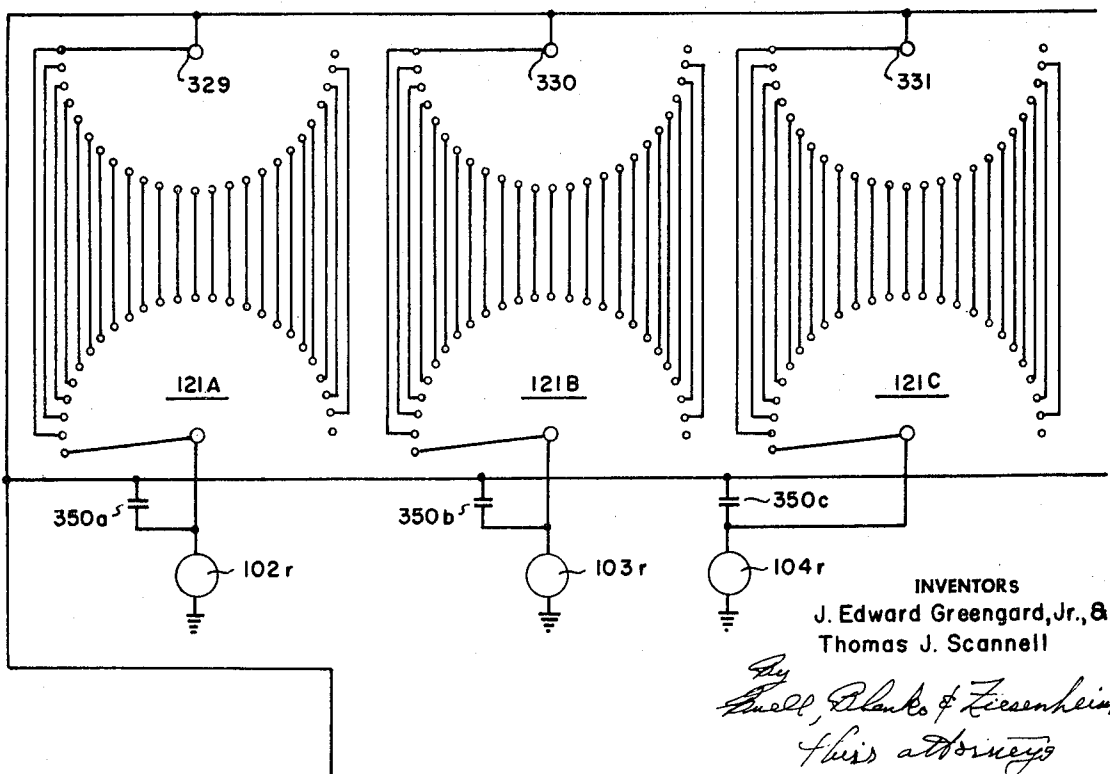 329
330
331
121A
121B
121C
350a
350b
350c
102r
103r
104r
INVENTORS
J. Edward Greengard, Jr., &
Thomas J. Scannell
By
Buell, Blenko & Ziesenheim
their attorneys